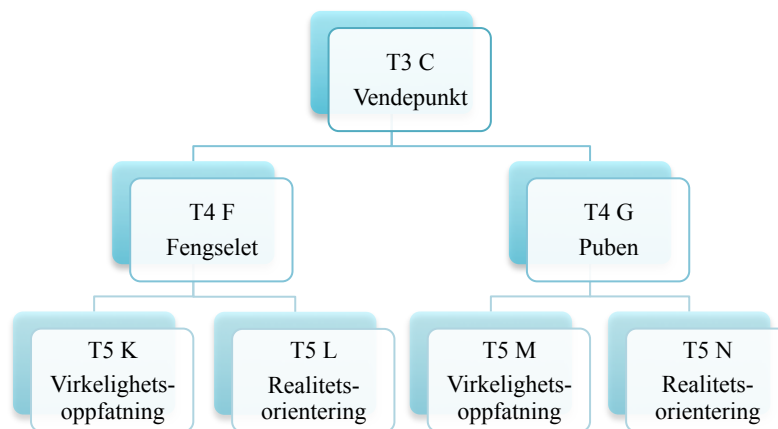 T3 C
Vendepunkt
T4 F
Fengselet
T4 G
Puben
T5 K
Virkelighets-
oppfatning
T5 L
Realitets-
orientering
T5 M
Virkelighets-
oppfatning
T5 N
Realitets-
orientering